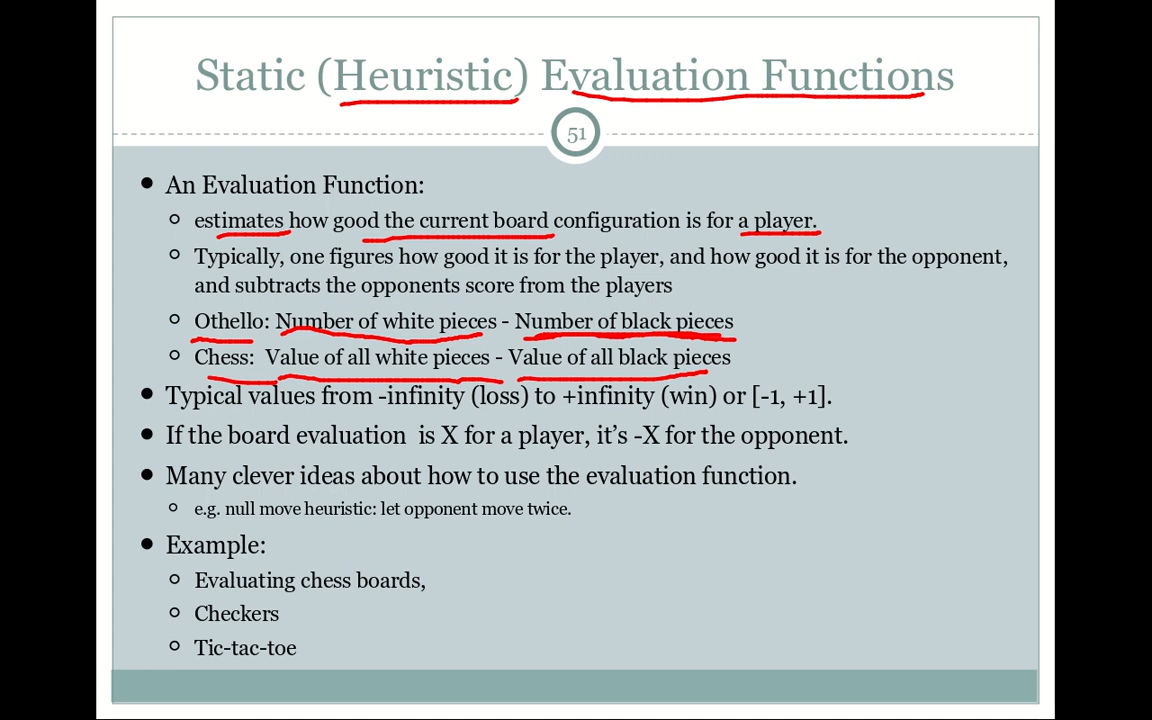 Static (Heuristic) Evaluation Functions
51
An Evaluation Function:
estimates how good the current board configuration is for a player.
Typically, one figures how good it is for the player, and how good it is for the opponent,
and subtracts the opponents score from the players
Othello: Number of white pieces - Number of black pieces
Chess: Value of all white pieces - Value of all black pieces
Typical values from -infinity (loss) to +infinity (win) or [-1, +1].
If the board evaluation is X for a player, it’s -X for the opponent.
Many clever ideas about how to use the evaluation function.
e.g. null move heuristic: let opponent move twice.
Example:
Evaluating chess boards,
Checkers
Tic-tac-toe